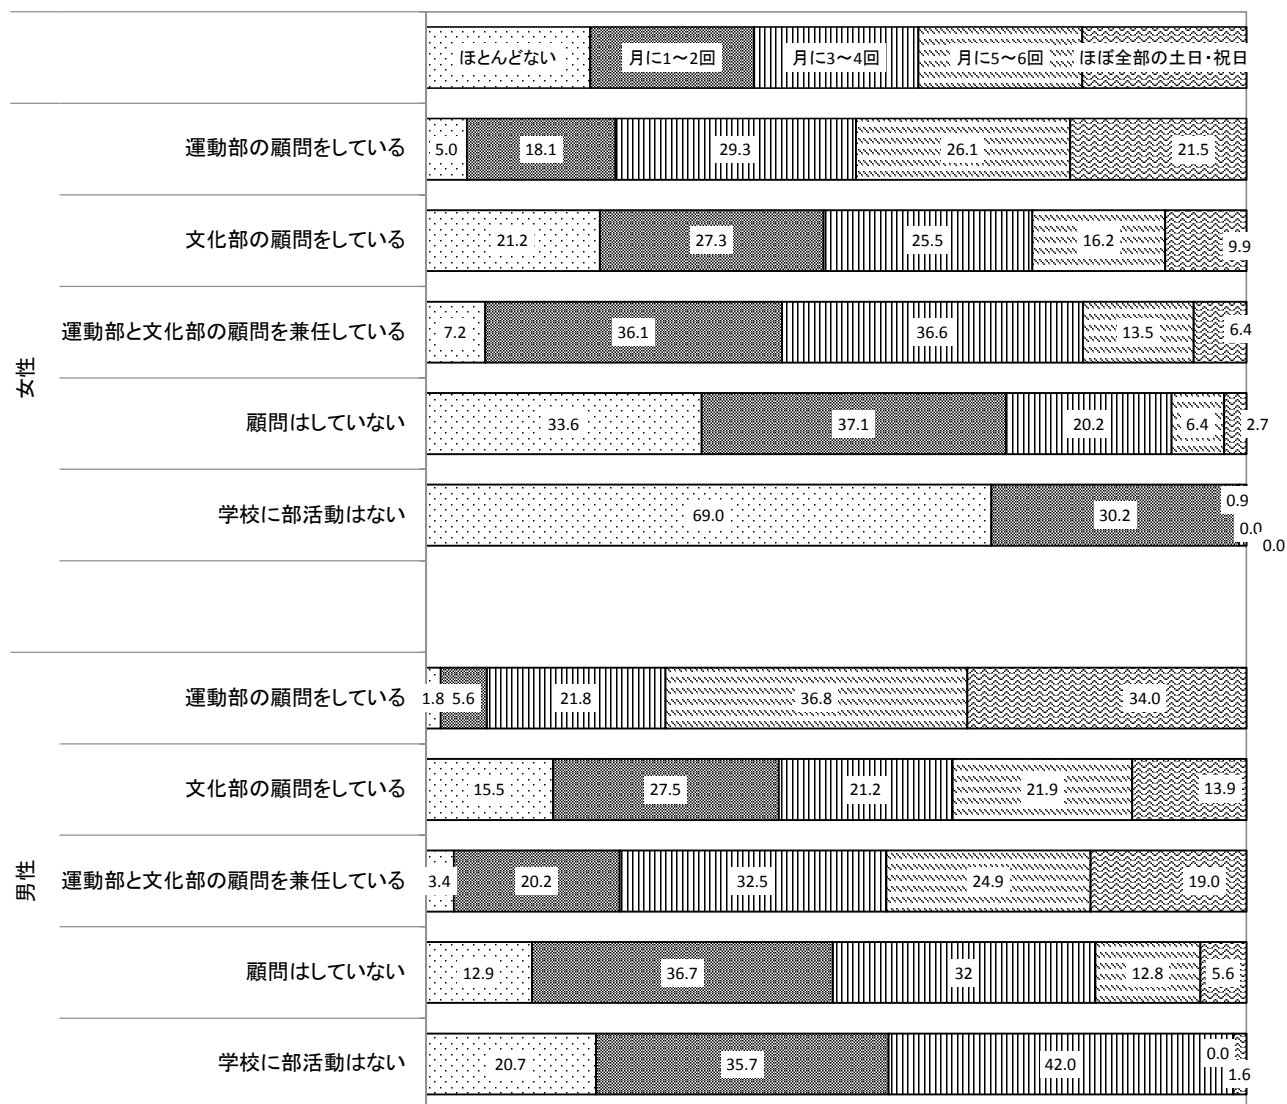 ほとんどない 月に1～2回 月に3～4回 月に5～6回 ほぼ全部の土日･祝日
女性
運動部の顧問をしている 5.0 18.1 29.3 26.1 21.5
文化部の顧問をしている 21.2 27.3 25.5 16.2 9.9
運動部と文化部の顧問を兼任している 7.2 36.1 36.6 13.5 6.4
顧問はしていない 33.6 37.1 20.2 6.4 2.7
学校に部活動はない 69.0 30.2 0.9 0.0 0.0
男性
運動部の顧問をしている 1.8 5.6 21.8 36.8 34.0
文化部の顧問をしている 15.5 27.5 21.2 21.9 13.9
運動部と文化部の顧問を兼任している 3.4 20.2 32.5 24.9 19.0
顧問はしていない 12.9 36.7 32 12.8 5.6
学校に部活動はない 20.7 35.7 42.0 0.0 1.6